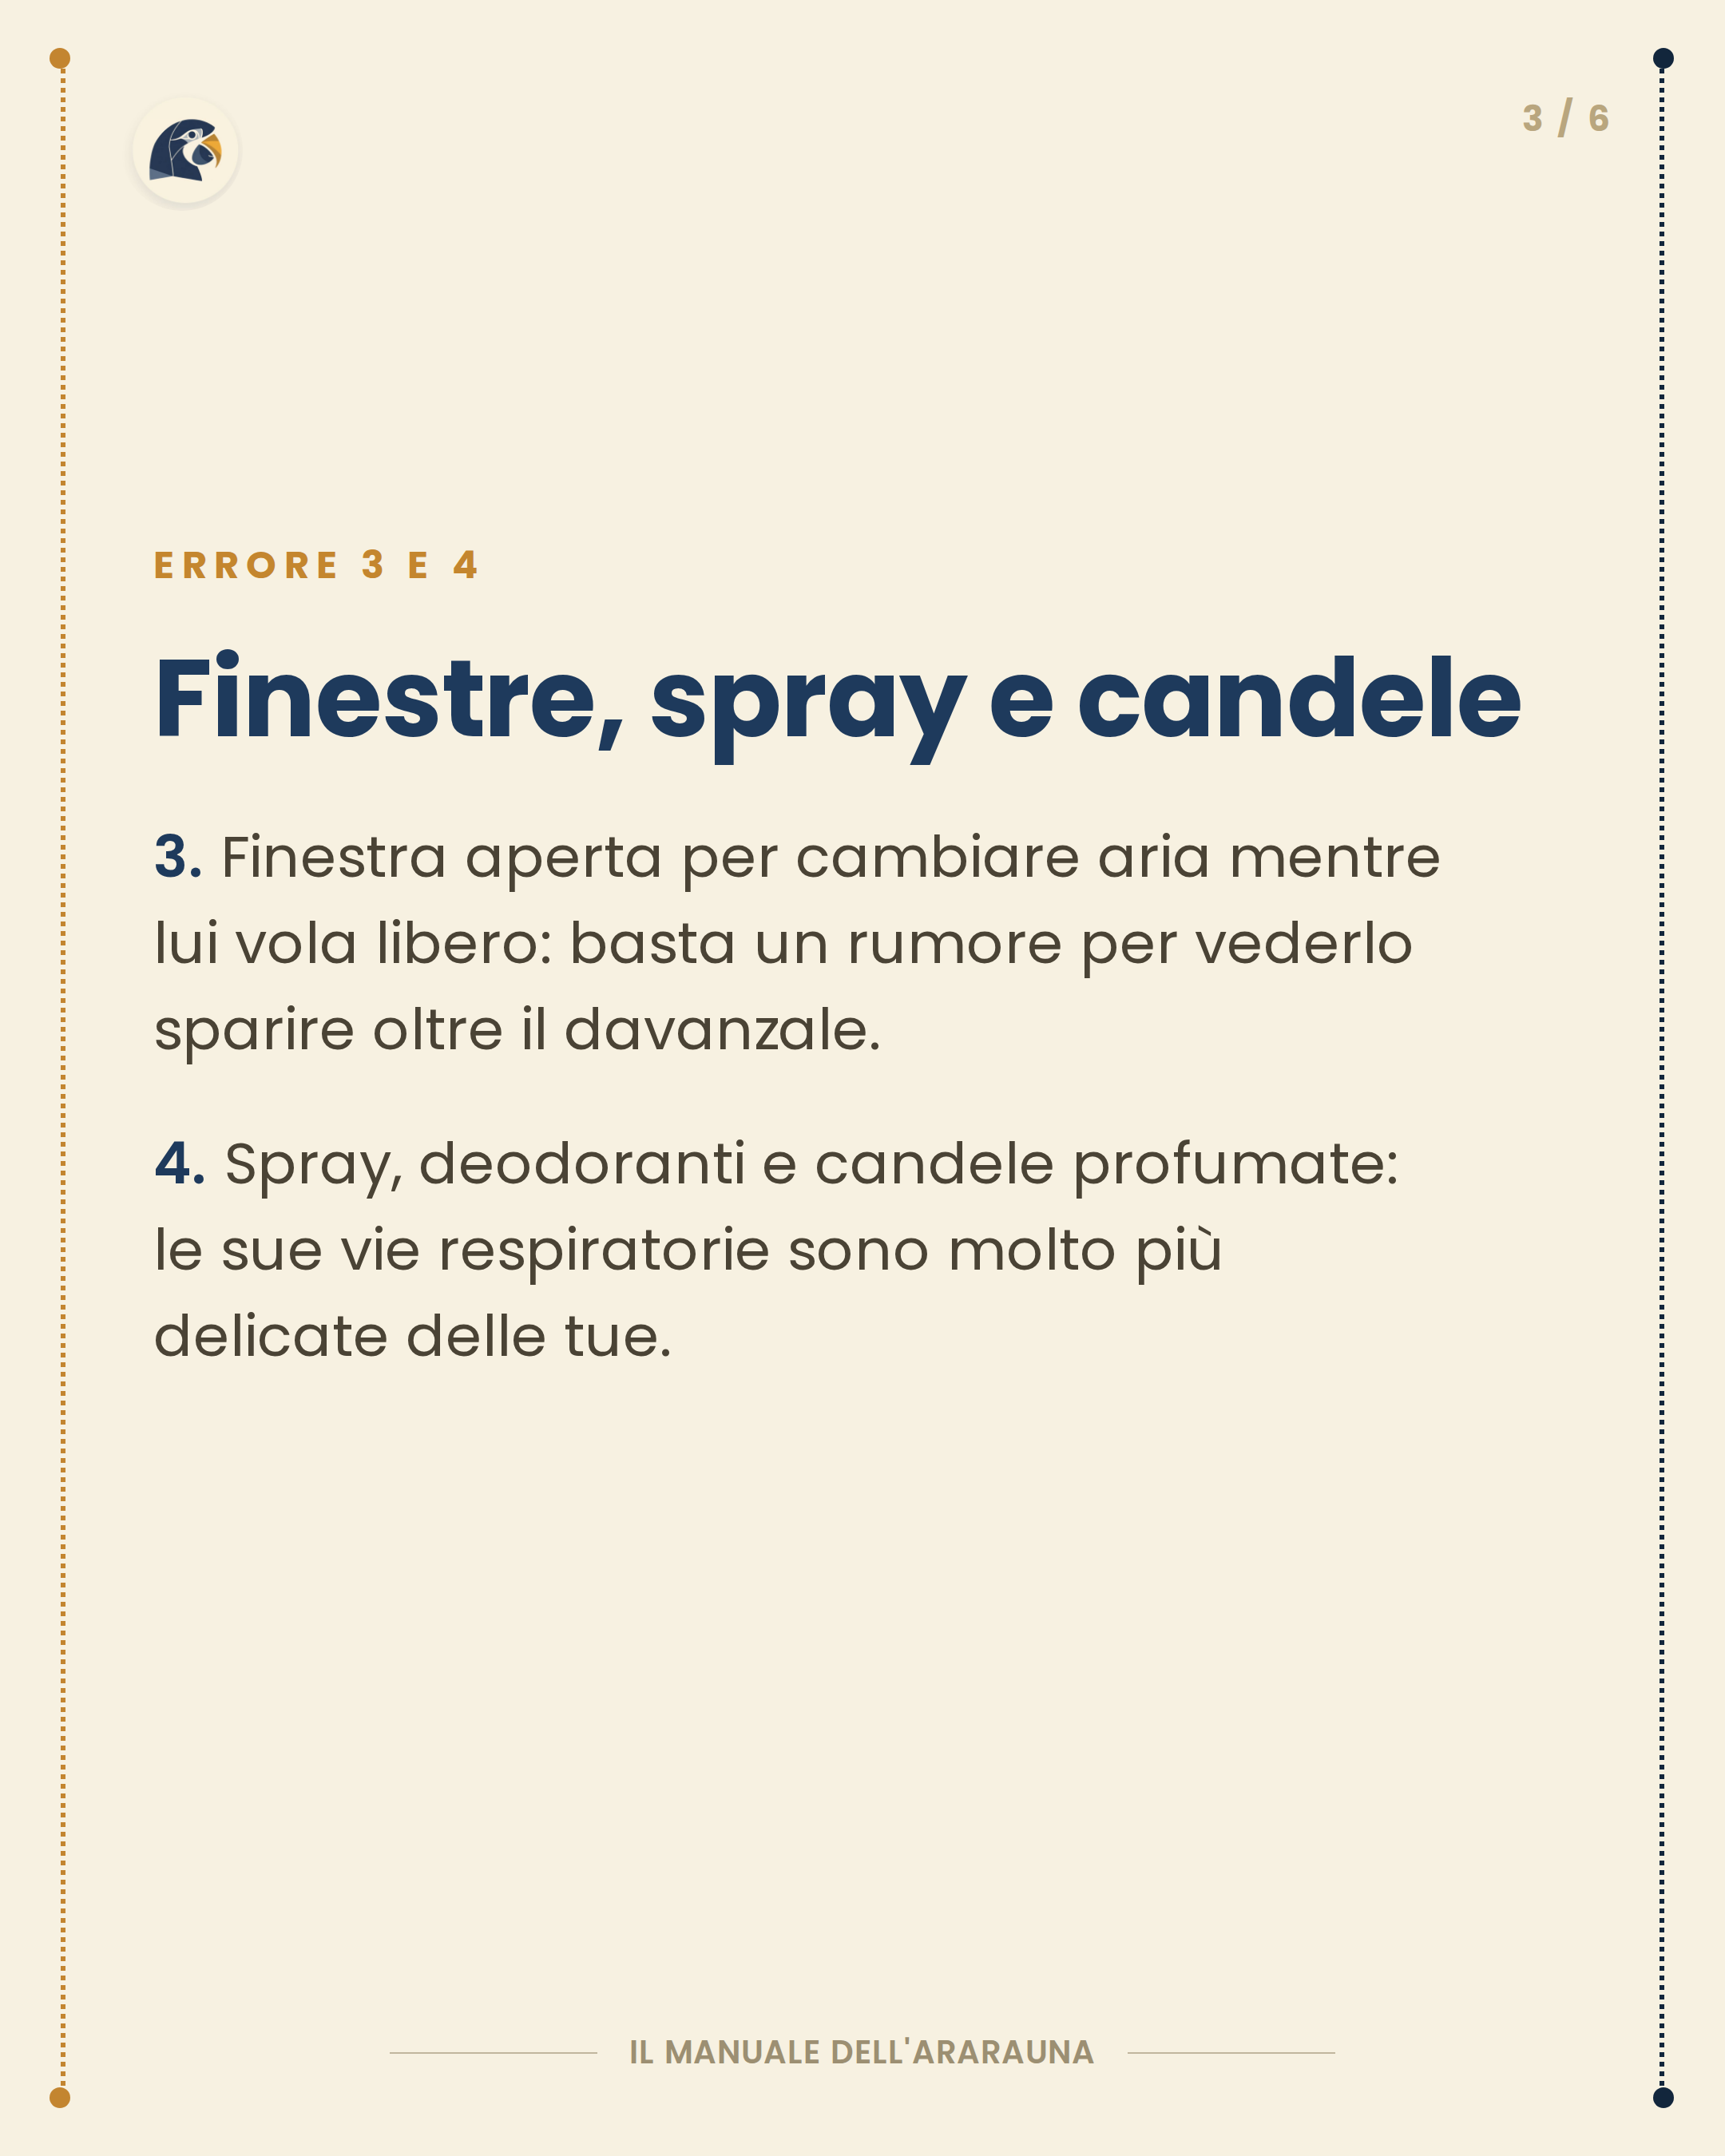 3 / 6
ERRORE 3 E 4
Finestre, spray e candele
3. Finestra aperta per cambiare aria mentre
lui vola libero: basta un rumore per vederlo
sparire oltre il davanzale.
4. Spray, deodoranti e candele profumate:
le sue vie respiratorie sono molto più
delicate delle tue.
IL MANUALE DELL'ARARAUNA